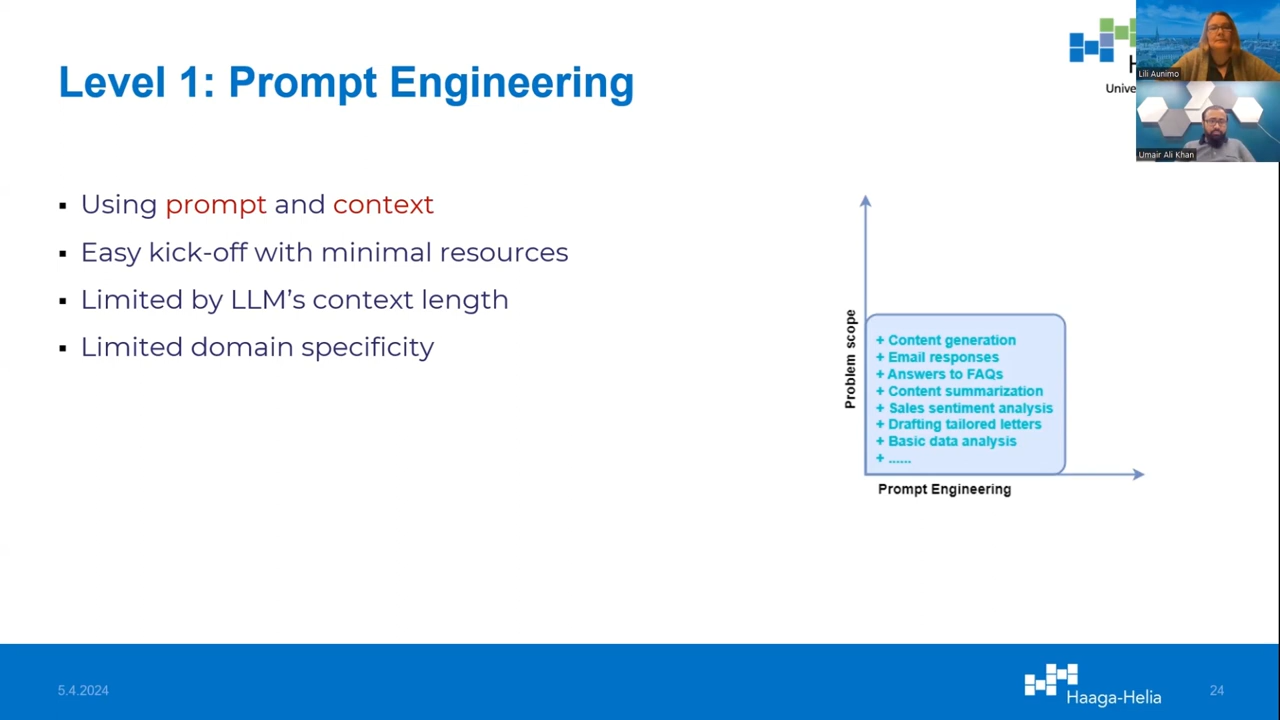 Level 1: Prompt Engineering
Unive
Lili Aunimo
Umair Ali Khan
▪ Using prompt and context
▪ Easy kick-off with minimal resources
▪ Limited by LLM’s context length
▪ Limited domain specificity
Problem scope
+ Content generation
+ Email responses
+ Answers to FAQs
+ Content summarization
+ Sales sentiment analysis
+ Drafting tailored letters
+ Basic data analysis
+ ......
Prompt Engineering
5.4.2024
Haaga-Helia
24